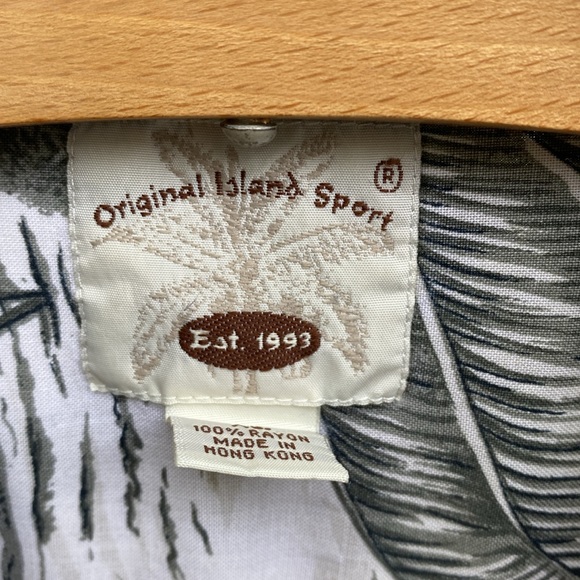 Original Island Sport ®
Est. 1993
100% RAYON
MADE IN
HONG KONG